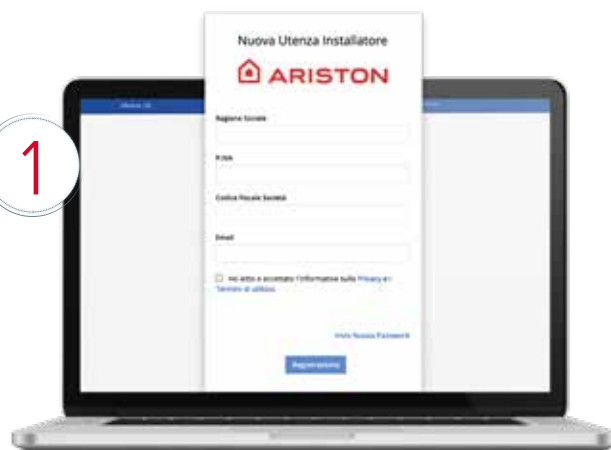 1
Nuova Utenza Installatore
ARISTON
Ragione Sociale
P.IVA
Codice Fiscale Società
Email
Ho letto e accettato l'informativa sulla Privacy e i
Termini di utilizzo
Invio Nuova Password
Registrazione